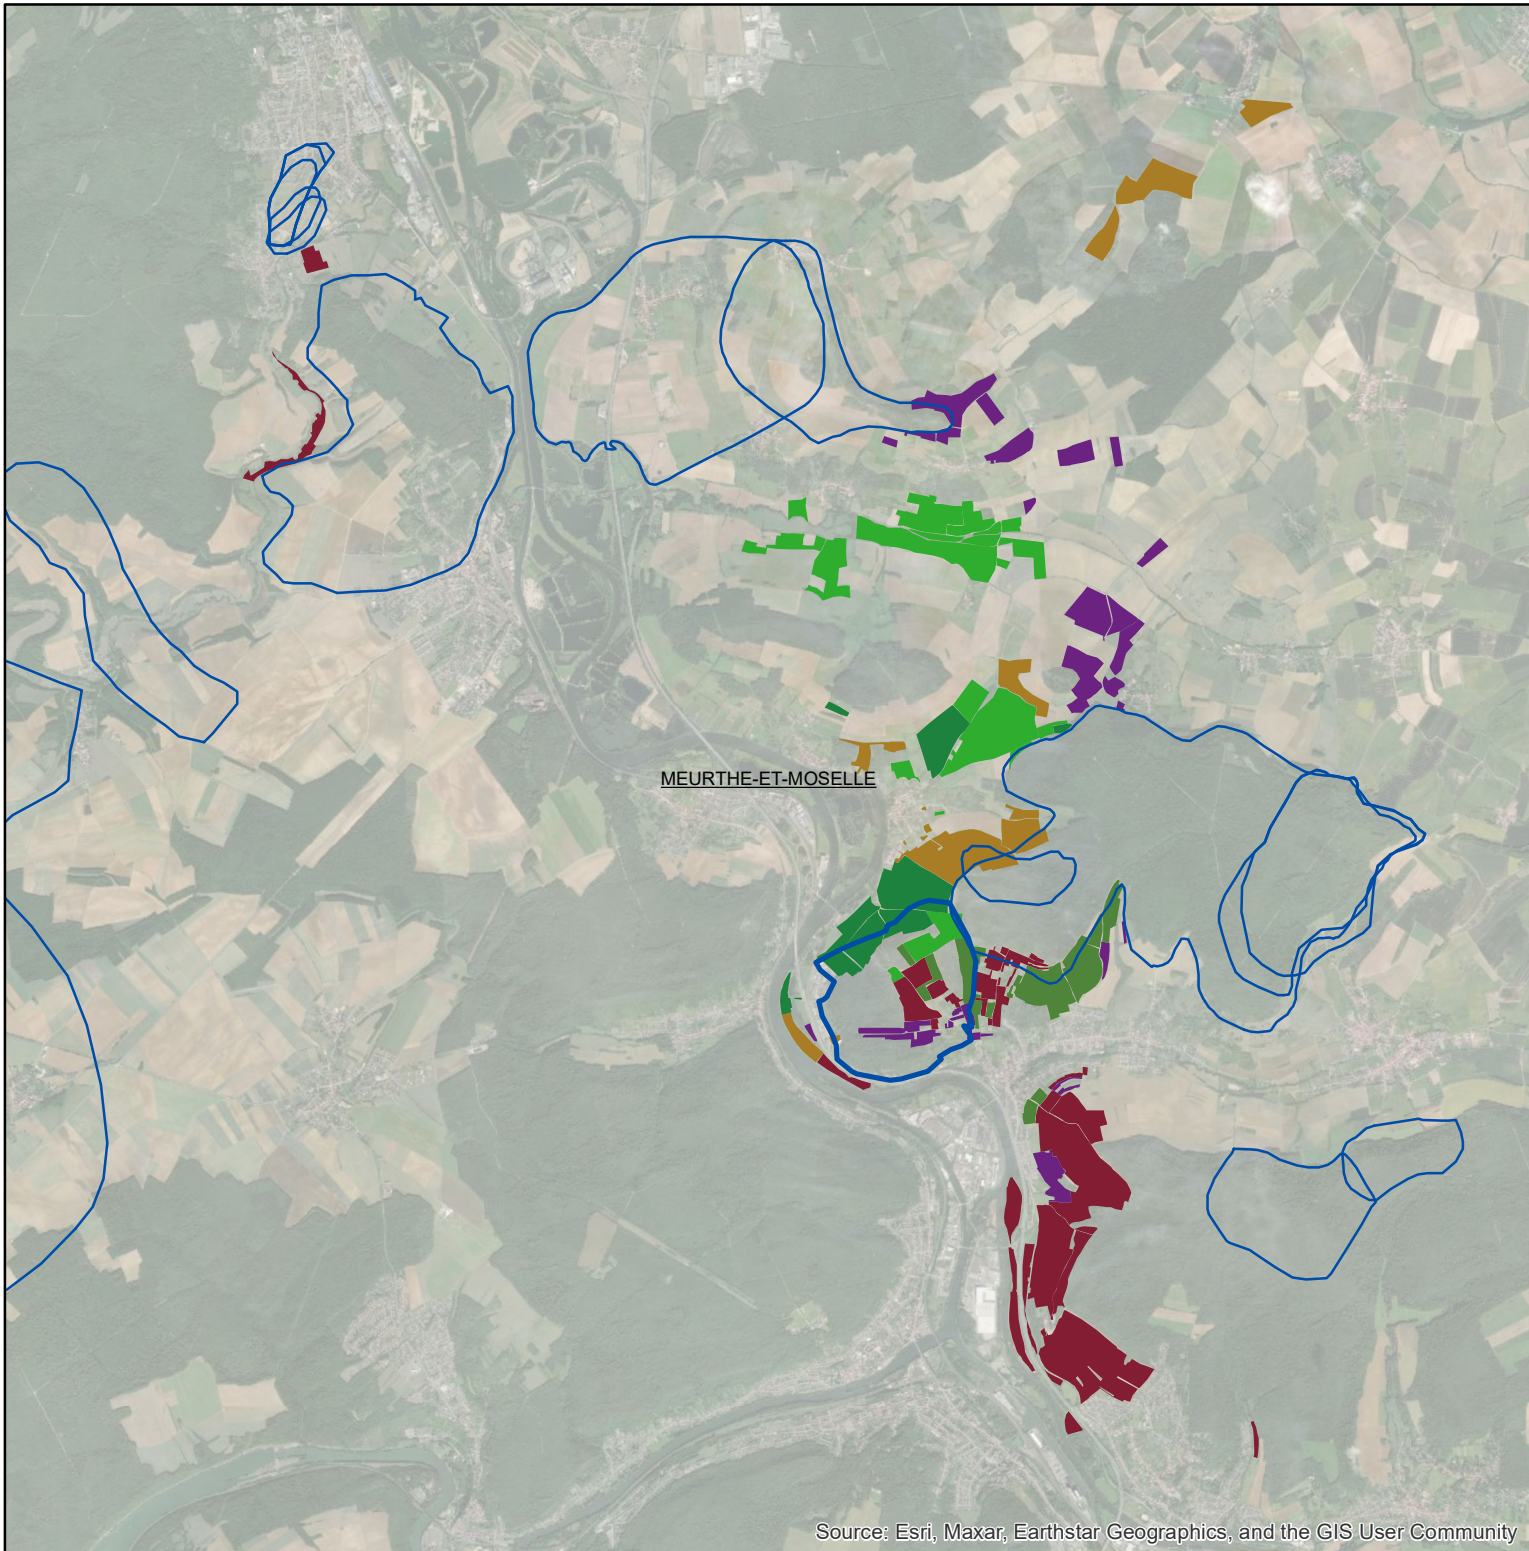 MEURTHE-ET-MOSELLE
Source: Esri, Maxar, Earthstar Geographics, and the GIS User Community